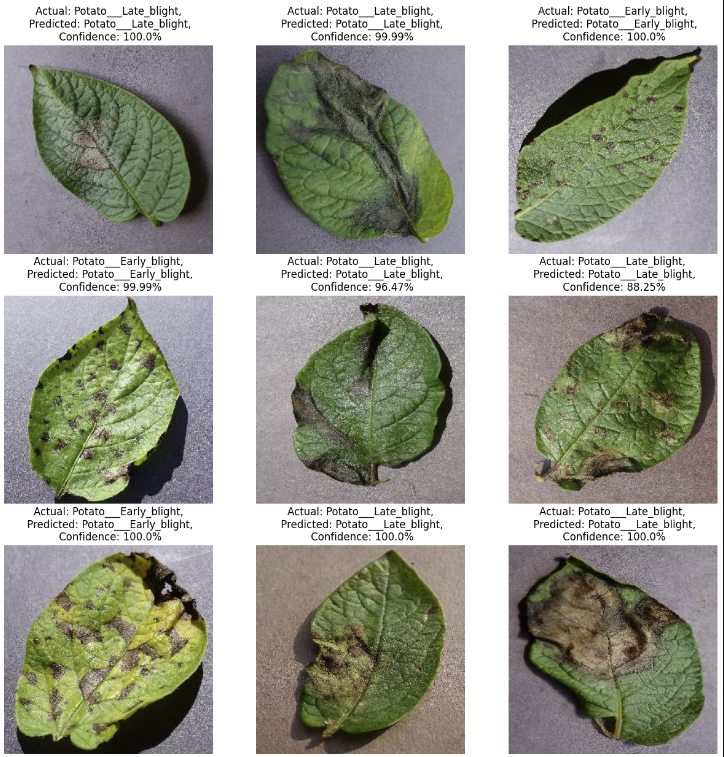 Actual: Potato___Late_blight,
Predicted: Potato___Late_blight,
Confidence: 100.0%
Actual: Potato___Late_blight,
Predicted: Potato___Late_blight,
Confidence: 99.99%
Actual: Potato___Early_blight,
Predicted: Potato___Early_blight,
Confidence: 100.0%
Actual: Potato___Early_blight,
Predicted: Potato___Early_blight,
Confidence: 99.99%
Actual: Potato___Late_blight,
Predicted: Potato___Late_blight,
Confidence: 96.47%
Actual: Potato___Late_blight,
Predicted: Potato___Late_blight,
Confidence: 88.25%
Actual: Potato___Early_blight,
Predicted: Potato___Early_blight,
Confidence: 100.0%
Actual: Potato___Late_blight,
Predicted: Potato___Late_blight,
Confidence: 100.0%
Actual: Potato___Late_blight,
Predicted: Potato___Late_blight,
Confidence: 100.0%